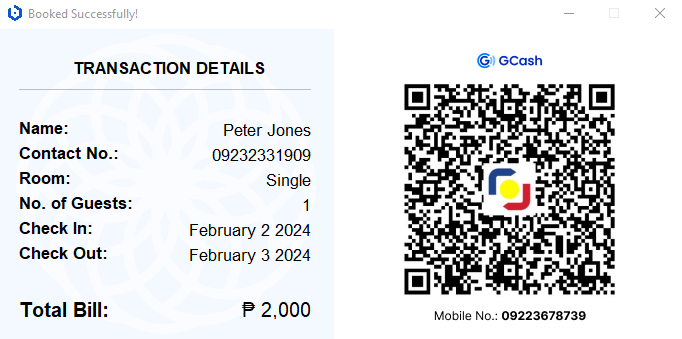 Booked Successfully!
TRANSACTION DETAILS
Name: Peter Jones
Contact No.: 09232331909
Room: Single
No. of Guests: 1
Check In: February 2 2024
Check Out: February 3 2024
Total Bill: ₱ 2,000
GCash
Mobile No.: 09223678739